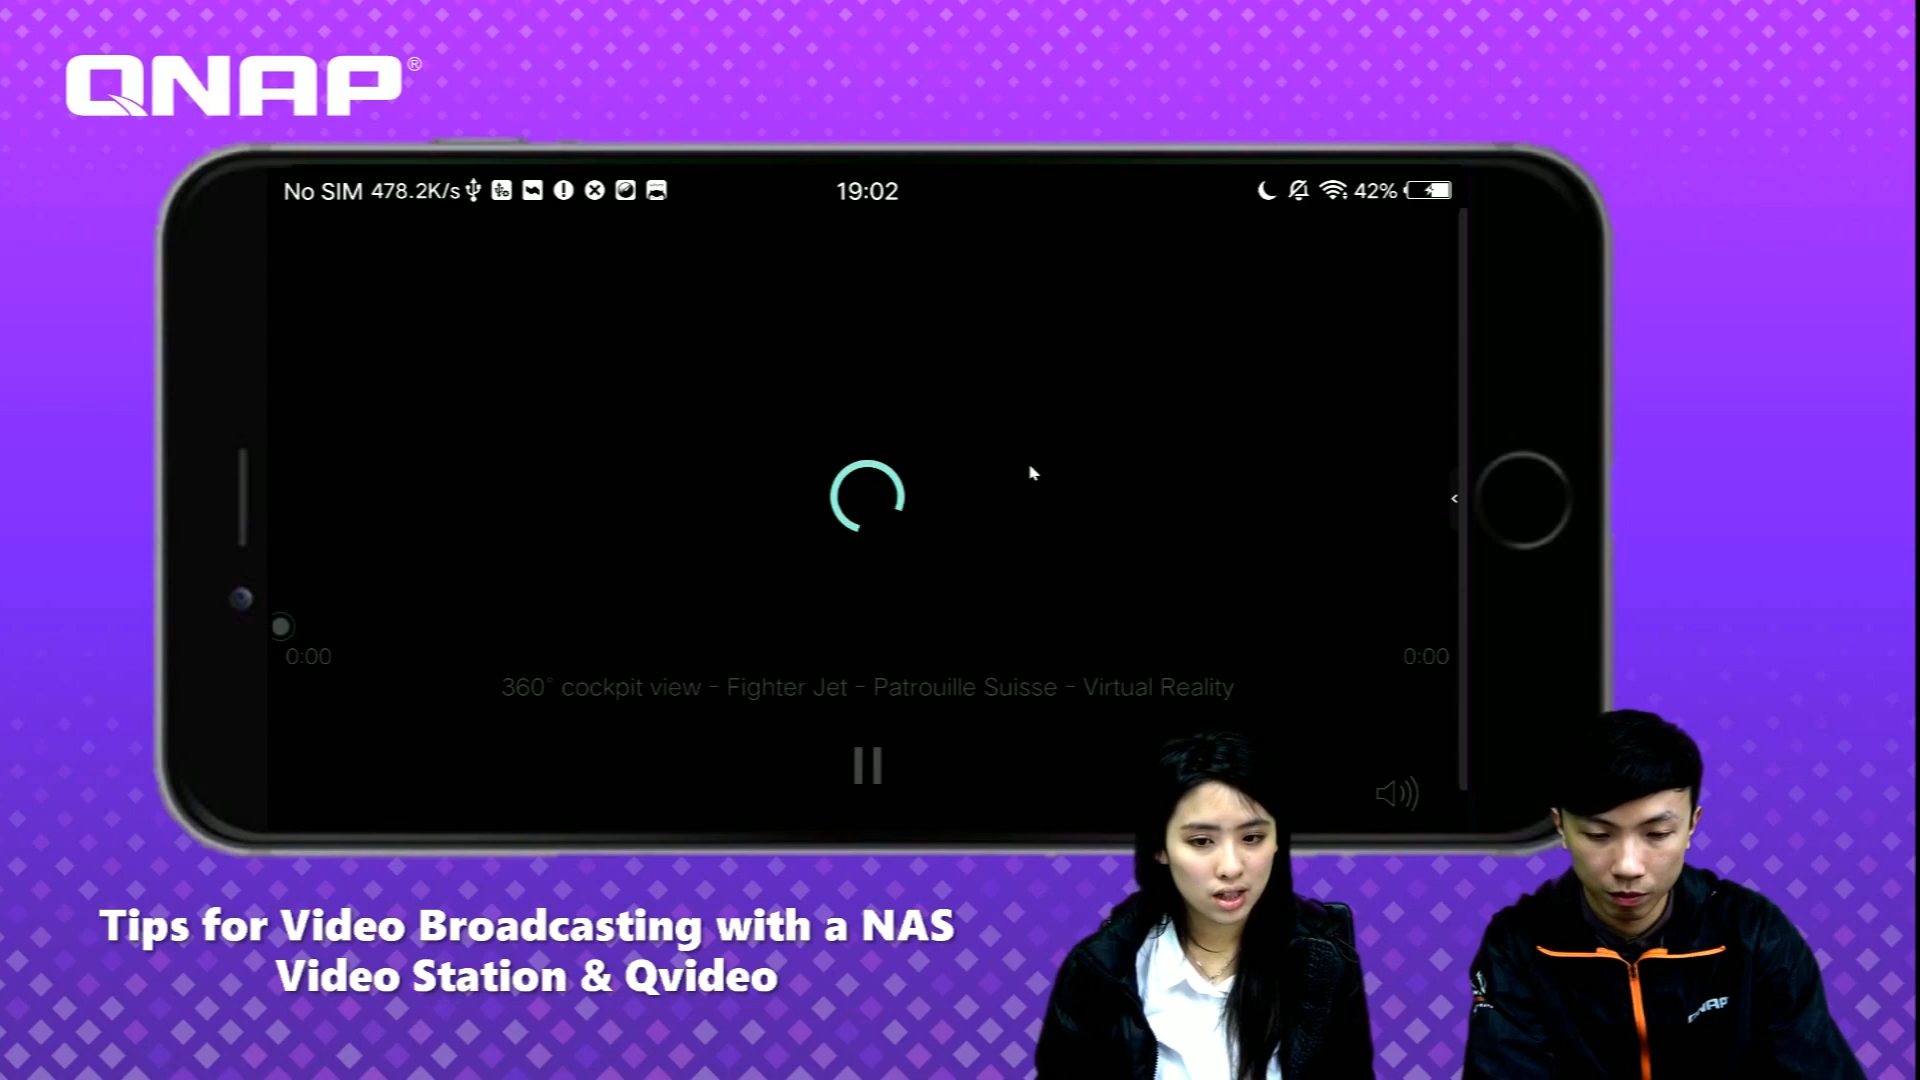 QNAP®
No SIM 478.2K/s
19:02
42%
0:00
0:00
360° cockpit view - Fighter Jet - Patrouille Suisse - Virtual Reality
Tips for Video Broadcasting with a NAS
Video Station & Qvideo
QNAP